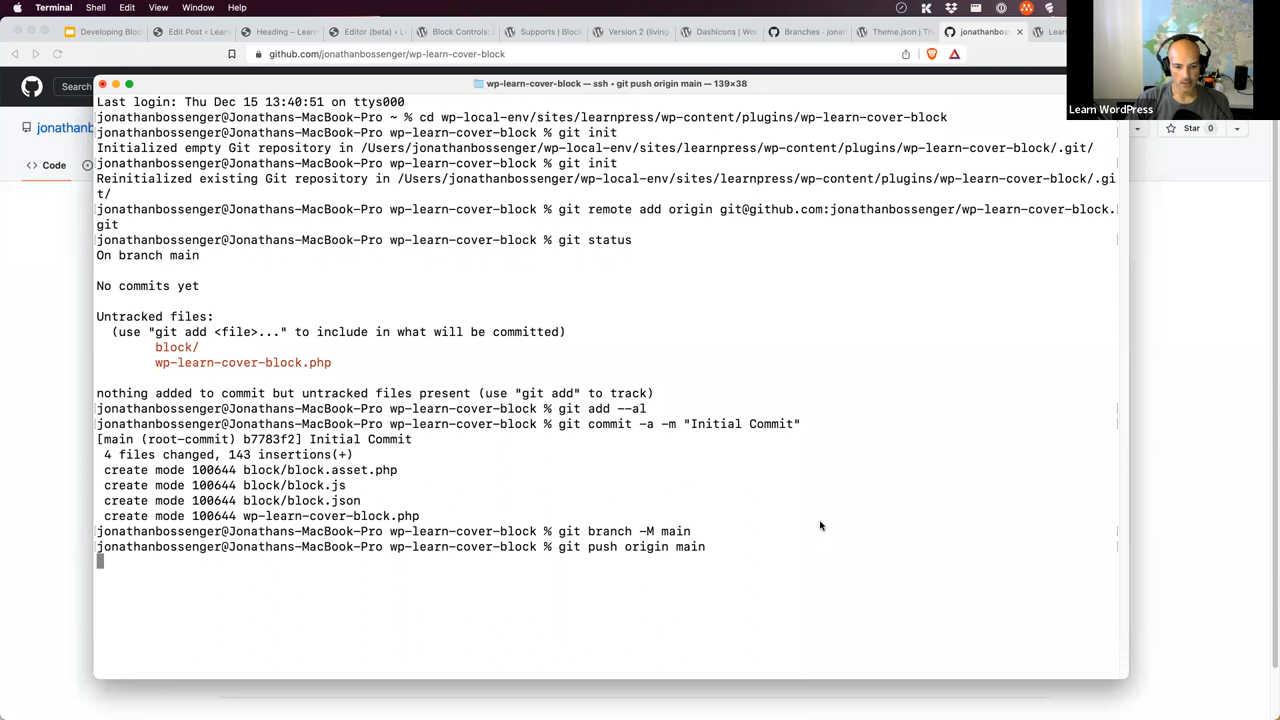 Terminal Shell Edit View Window Help
Developing Bloc
Edit Post ‹ Learn
Heading – Learn
Editor (beta) ‹ L
Block Controls:
Supports | Block
Version 2 (living
Dashicons | Wor
Branches · jonat
Theme.json | Th
jonathanboss
Lear
github.com/jonathanbossenger/wp-learn-cover-block
Search
wp-learn-cover-block — ssh • git push origin main — 139×38
Learn WordPress
jonathanb
Star 0
Code
Last login: Thu Dec 15 13:40:51 on ttys000
jonathanbossenger@Jonathans-MacBook-Pro ~ % cd wp-local-env/sites/learnpress/wp-content/plugins/wp-learn-cover-block
jonathanbossenger@Jonathans-MacBook-Pro wp-learn-cover-block % git init
Initialized empty Git repository in /Users/jonathanbossenger/wp-local-env/sites/learnpress/wp-content/plugins/wp-learn-cover-block/.git/
jonathanbossenger@Jonathans-MacBook-Pro wp-learn-cover-block % git init
Reinitialized existing Git repository in /Users/jonathanbossenger/wp-local-env/sites/learnpress/wp-content/plugins/wp-learn-cover-block/.gi
t/
jonathanbossenger@Jonathans-MacBook-Pro wp-learn-cover-block % git remote add origin git@github.com:jonathanbossenger/wp-learn-cover-block.
git
jonathanbossenger@Jonathans-MacBook-Pro wp-learn-cover-block % git status
On branch main
No commits yet
Untracked files:
(use "git add <file>..." to include in what will be committed)
block/
wp-learn-cover-block.php
nothing added to commit but untracked files present (use "git add" to track)
jonathanbossenger@Jonathans-MacBook-Pro wp-learn-cover-block % git add --al
jonathanbossenger@Jonathans-MacBook-Pro wp-learn-cover-block % git commit -a -m "Initial Commit"
[main (root-commit) b7783f2] Initial Commit
4 files changed, 143 insertions(+)
create mode 100644 block/block.asset.php
create mode 100644 block/block.js
create mode 100644 block/block.json
create mode 100644 wp-learn-cover-block.php
jonathanbossenger@Jonathans-MacBook-Pro wp-learn-cover-block % git branch -M main
jonathanbossenger@Jonathans-MacBook-Pro wp-learn-cover-block % git push origin main